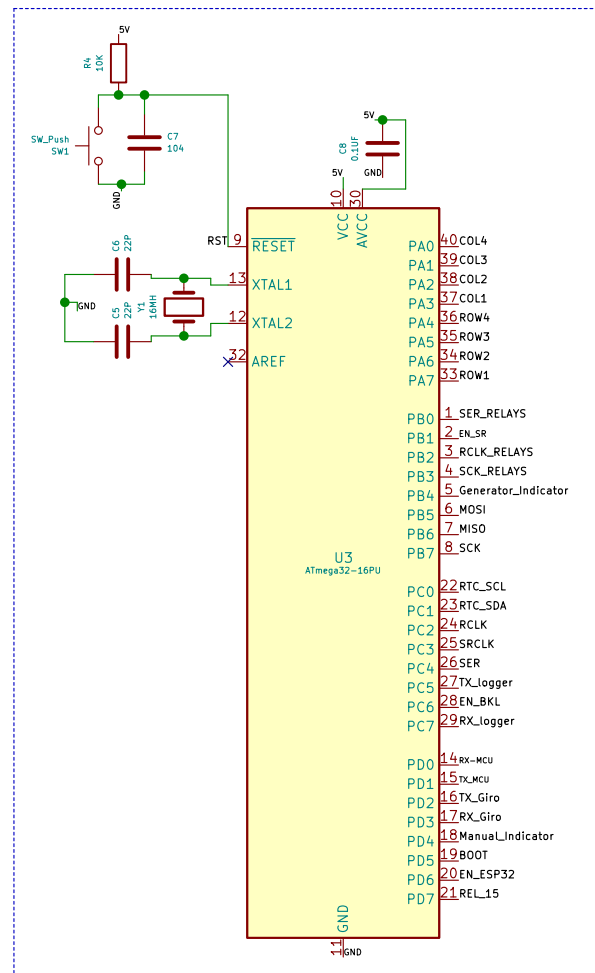 5V
R4
10K
SW_Push
SW1
C7
104
GND
5V
C8
0.1UF
GND
5V
10
30
VCC
AVCC
RST 9 RESET
C6
22P
13 XTAL1
GND
Y1
16MH
C5
22P
12 XTAL2
32 AREF
PA0 40 COL4
PA1 39 COL3
PA2 38 COL2
PA3 37 COL1
PA4 36 ROW4
PA5 35 ROW3
PA6 34 ROW2
PA7 33 ROW1
PB0 1 SER_RELAYS
PB1 2 EN_SR
PB2 3 RCLK_RELAYS
PB3 4 SCK_RELAYS
PB4 5 Generator_Indicator
PB5 6 MOSI
PB6 7 MISO
PB7 8 SCK
U3
ATmega32-16PU
PC0 22 RTC_SCL
PC1 23 RTC_SDA
PC2 24 RCLK
PC3 25 SRCLK
PC4 26 SER
PC5 27 TX_logger
PC6 28 EN_BKL
PC7 29 RX_logger
PD0 14 RX-MCU
PD1 15 TX_MCU
PD2 16 TX_Giro
PD3 17 RX_Giro
PD4 18 Manual_Indicator
PD5 19 BOOT
PD6 20 EN_ESP32
PD7 21 REL_15
GND
11 GND